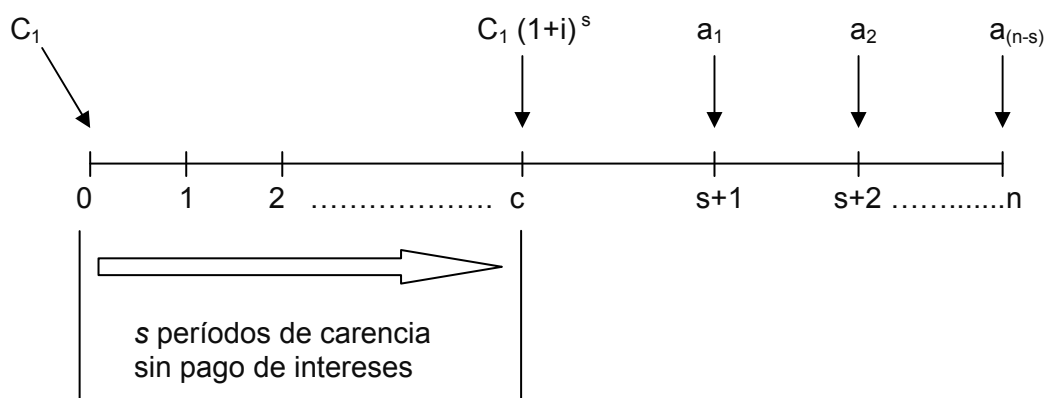 C₁ C₁ (1+i)ˢ a₁ a₂ a₍ₙ₋ₛ₎
0 1 2 ………………… c s+1 s+2 ……........n
s períodos de carencia
sin pago de intereses